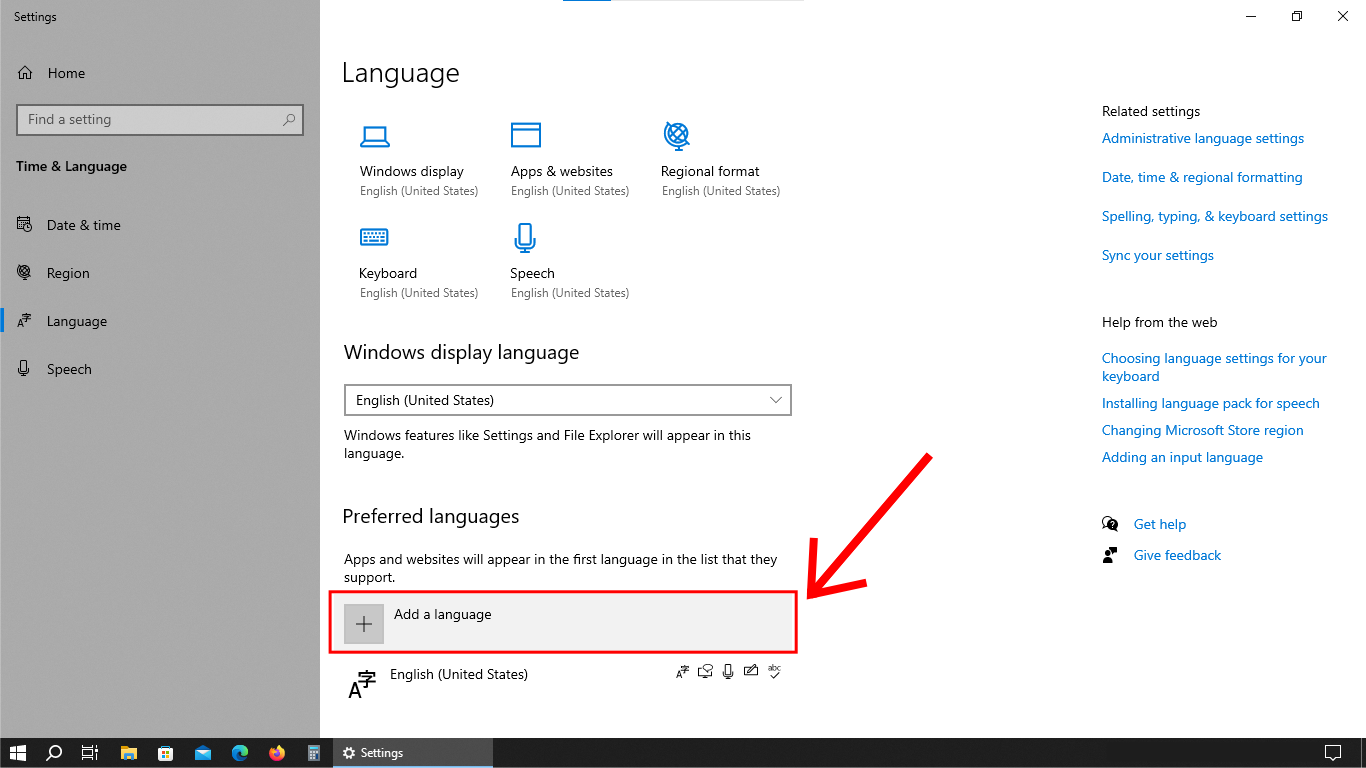 Settings
Home
Find a setting
Time & Language
Date & time
Region
Language
Speech
Language
Windows display
English (United States)
Apps & websites
English (United States)
Regional format
English (United States)
Keyboard
English (United States)
Speech
English (United States)
Windows display language
English (United States)
Windows features like Settings and File Explorer will appear in this
language.
Preferred languages
Apps and websites will appear in the first language in the list that they
support.
Add a language
A字
English (United States)
abc
Related settings
Administrative language settings
Date, time & regional formatting
Spelling, typing, & keyboard settings
Sync your settings
Help from the web
Choosing language settings for your
keyboard
Installing language pack for speech
Changing Microsoft Store region
Adding an input language
Get help
Give feedback
Settings